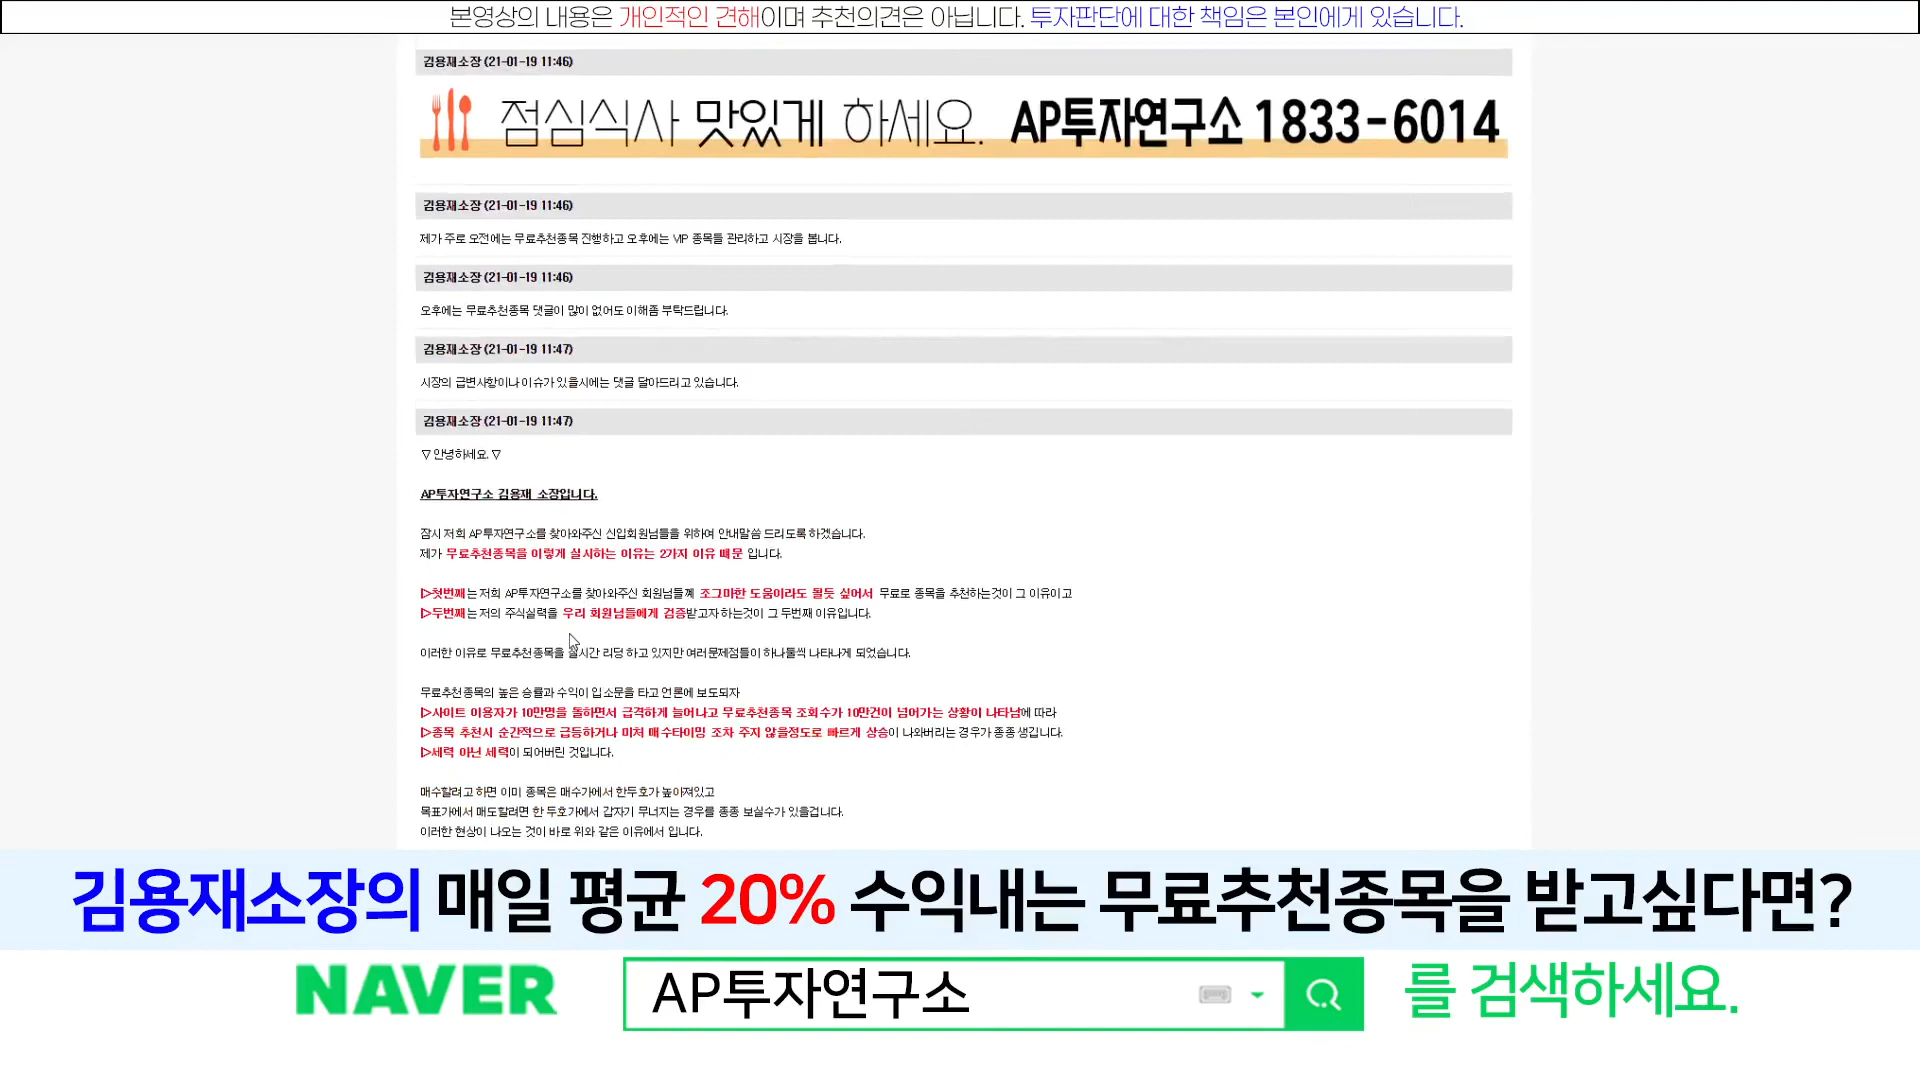 본영상의 내용은 개인적인 견해이며 추천의견은 아닙니다. 투자판단에 대한 책임은 본인에게 있습니다.
김용재소장 (21-01-19 11:46)
점심식사 맛있게 하세요. AP투자연구소 1833-6014
김용재소장 (21-01-19 11:46)
제가 주로 오전에는 무료추천종목 진행하고 오후에는 VIP 종목들 관리하고 시장을 봅니다.
김용재소장 (21-01-19 11:46)
오후에는 무료추천종목 댓글이 많이 없어도 이해좀 부탁드립니다.
김용재소장 (21-01-19 11:47)
시장의 급변사항이나 이슈가 있을시에는 댓글 달아드리고 있습니다.
김용재소장 (21-01-19 11:47)
▽ 안녕하세요. ▽
AP투자연구소 김용재 소장입니다.
잠시 저희 AP투자연구소를 찾아와주신 신입회원님들을 위하여 안내말씀 드리도록 하겠습니다.
제가 무료추천종목을 이렇게 실시하는 이유는 2가지 이유 때문 입니다.
▷첫번째는 저희 AP투자연구소를 찾아와주신 회원님들께 조그마한 도움이라도 될듯 싶어서 무료로 종목을 추천하는것이 그 이유이고
▷두번째는 저의 주식실력을 우리 회원님들에게 검증받고자 하는것이 그 두번째 이유입니다.
이러한 이유로 무료추천종목을 실시간 리딩 하고 있지만 여러문제점들이 하나둘씩 나타나게 되었습니다.
무료추천종목의 높은 승률과 수익이 입소문을 타고 언론에 보도되자
▷사이트 이용자가 10만명을 돌하면서 급격하게 늘어나고 무료추천종목 조회수가 10만건이 넘어가는 상황이 나타남에 따라
▷종목 추천시 순간적으로 급등하거나 미처 매수타이밍 조차 주지 않을정도로 빠르게 상승이 나와버리는 경우가 종종 생깁니다.
▷세력 아닌 세력이 되어버린 것입니다.
매수할려고 하면 이미 종목은 매수가에서 한두호가 높아져있고
목표가에서 매도할려면 한 두호가에서 갑자기 무너지는 경우를 종종 보실수가 있을겁니다.
이러한 현상이 나오는 것이 바로 위와 같은 이유에서 입니다.
김용재소장의 매일 평균 20% 수익내는 무료추천종목을 받고싶다면?
NAVER AP투자연구소 를 검색하세요.